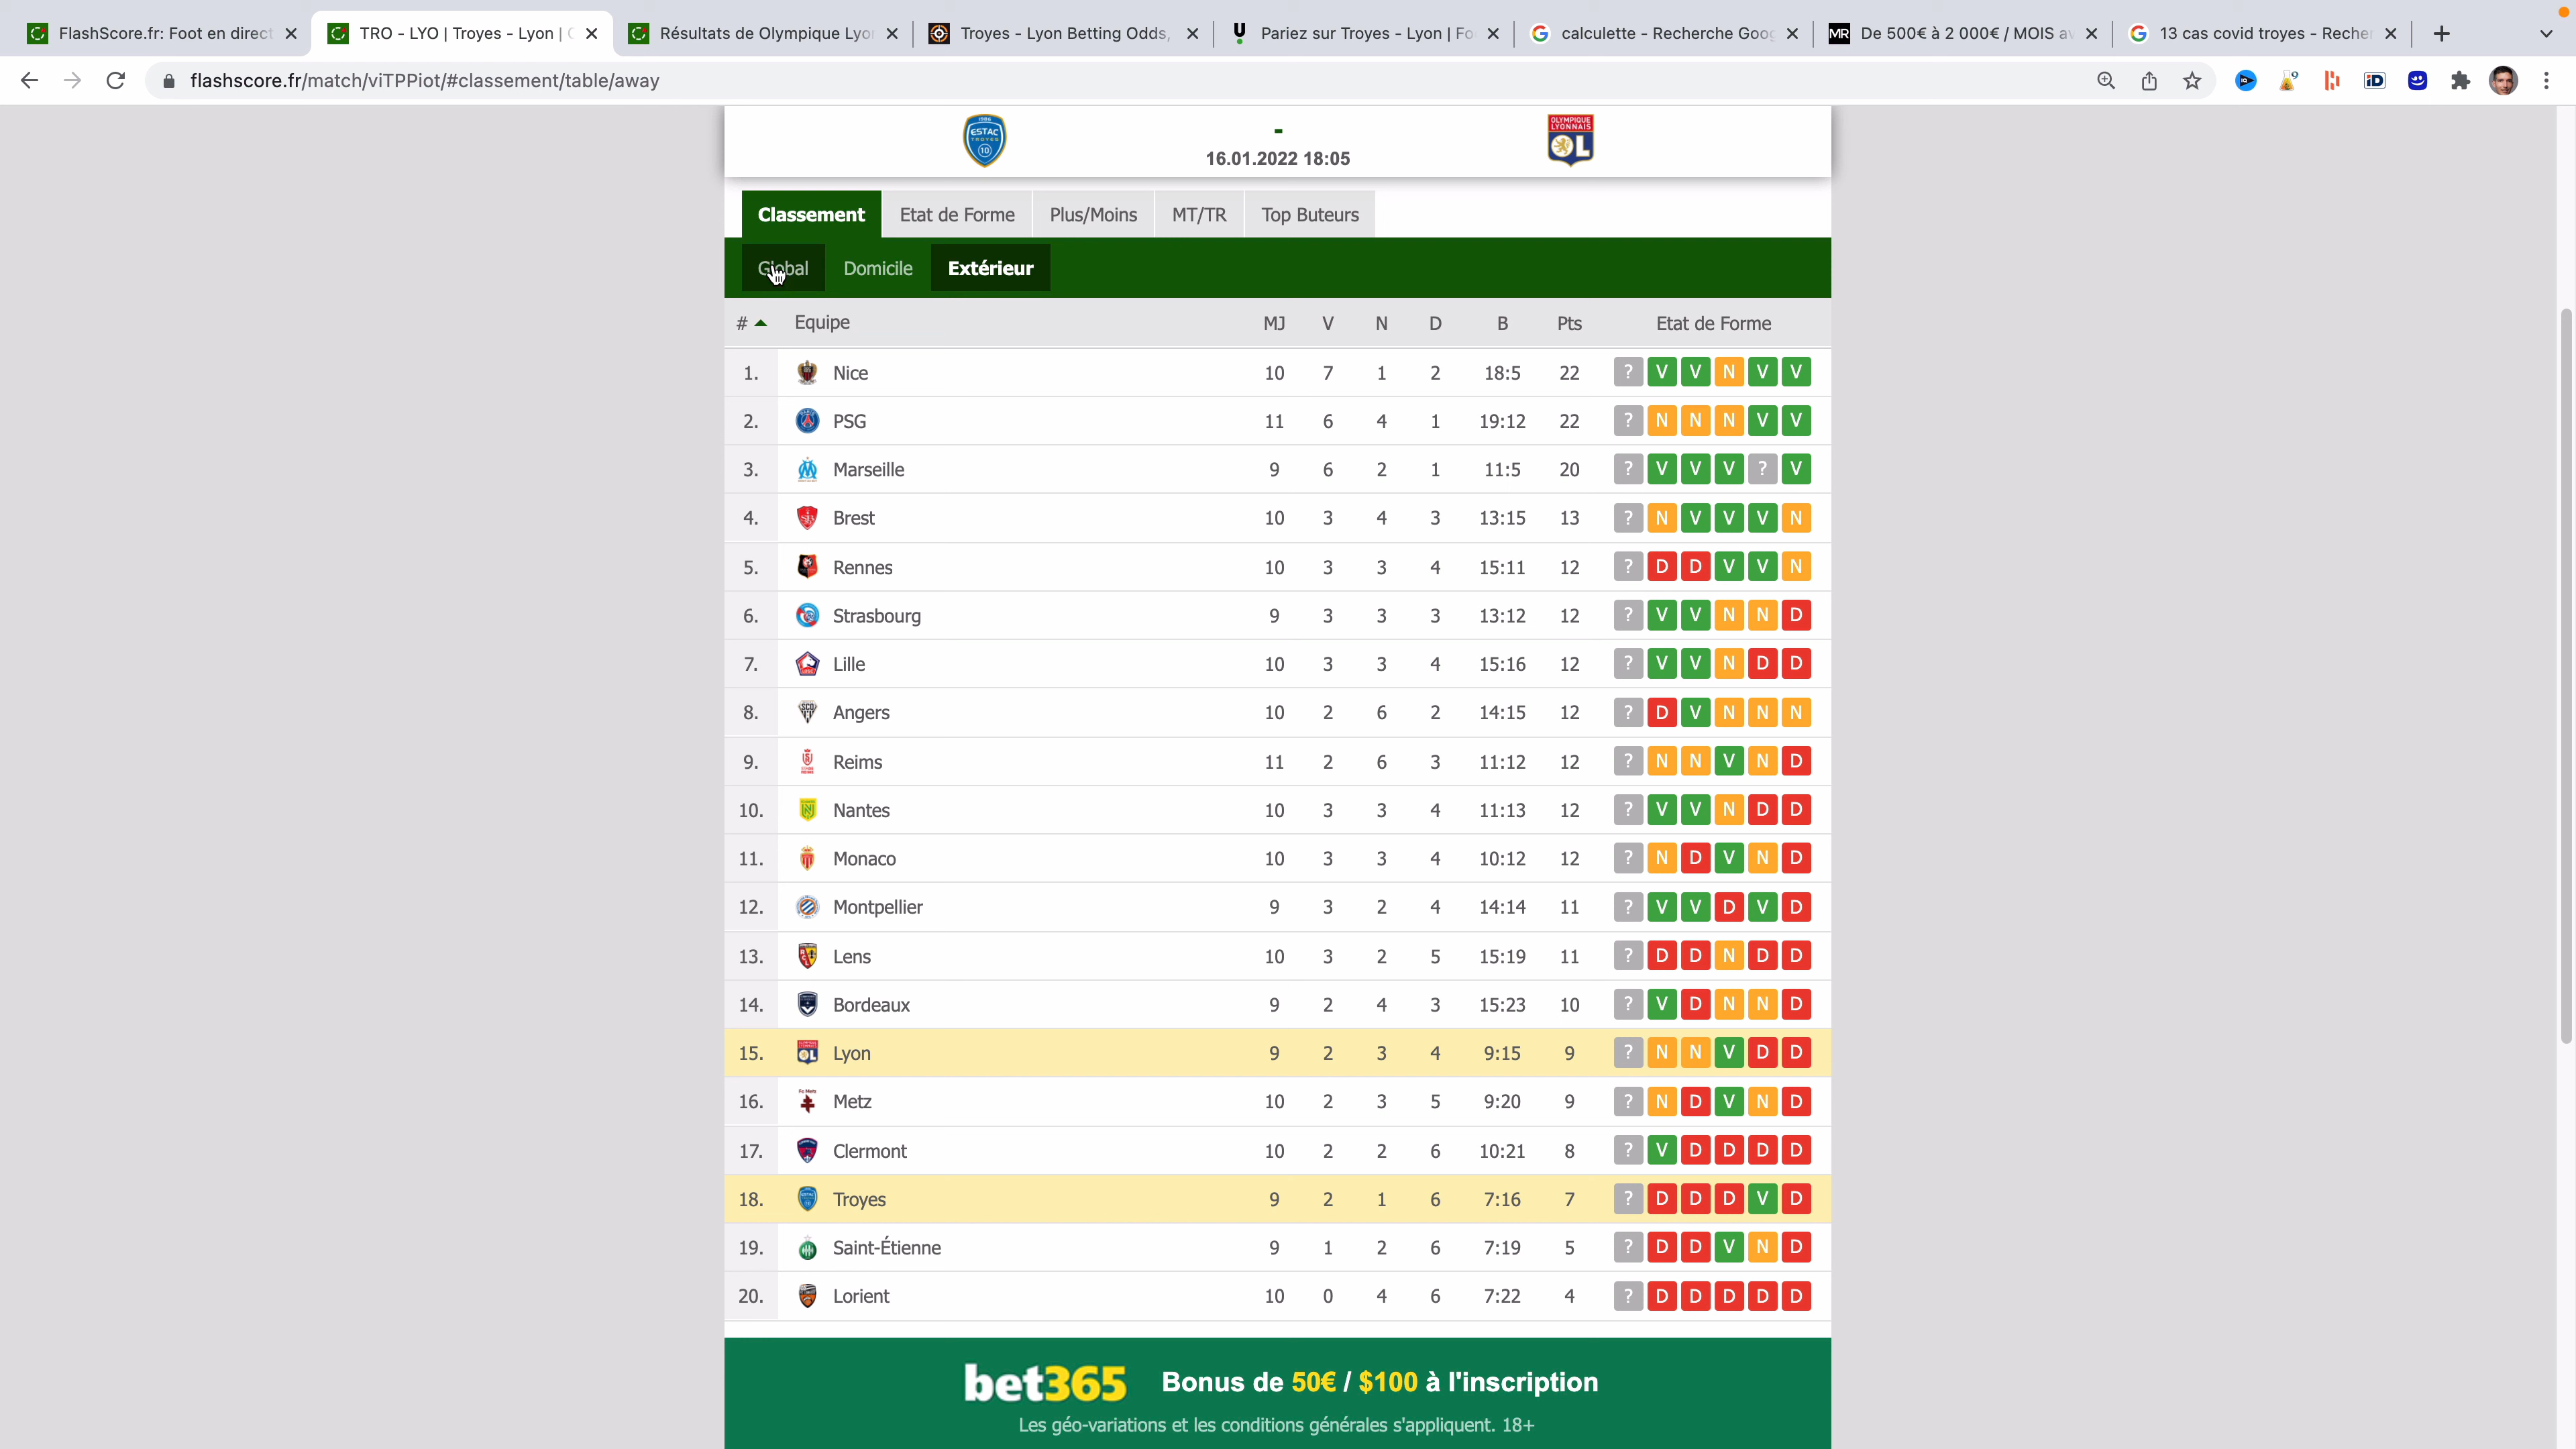 FlashScore.fr: Foot en direct
TRO - LYO | Troyes - Lyon |
Résultats de Olympique Lyo
Troyes - Lyon Betting Odds,
Pariez sur Troyes - Lyon | Fo
calculette - Recherche Goog
MR De 500€ à 2 000€ / MOIS av
13 cas covid troyes - Recher
flashscore.fr/match/viTPPiot/#classement/table/away
-
16.01.2022 18:05
ESTAC TROYES
OLYMPIQUE LYONNAIS OL
Classement Etat de Forme Plus/Moins MT/TR Top Buteurs
Global Domicile Extérieur
# Equipe MJ V N D B Pts Etat de Forme
1. Nice 10 7 1 2 18:5 22 ? V V N V V
2. PSG 11 6 4 1 19:12 22 ? N N N V V
3. Marseille 9 6 2 1 11:5 20 ? V V V ? V
4. Brest 10 3 4 3 13:15 13 ? N V V V N
5. Rennes 10 3 3 4 15:11 12 ? D D V V N
6. Strasbourg 9 3 3 3 13:12 12 ? V V N N D
7. Lille 10 3 3 4 15:16 12 ? V V N D D
8. Angers 10 2 6 2 14:15 12 ? D V N N N
9. Reims 11 2 6 3 11:12 12 ? N N V N D
10. Nantes 10 3 3 4 11:13 12 ? V V N D D
11. Monaco 10 3 3 4 10:12 12 ? N D V N D
12. Montpellier 9 3 2 4 14:14 11 ? V V D V D
13. Lens 10 3 2 5 15:19 11 ? D D N D D
14. Bordeaux 9 2 4 3 15:23 10 ? V D N N D
15. Lyon 9 2 3 4 9:15 9 ? N N V D D
16. Metz 10 2 3 5 9:20 9 ? N D V N D
17. Clermont 10 2 2 6 10:21 8 ? V D D D D
18. Troyes 9 2 1 6 7:16 7 ? D D D V D
19. Saint-Étienne 9 1 2 6 7:19 5 ? D D V N D
20. Lorient 10 0 4 6 7:22 4 ? D D D D D
bet365 Bonus de 50€ / $100 à l'inscription
Les géo-variations et les conditions générales s'appliquent. 18+